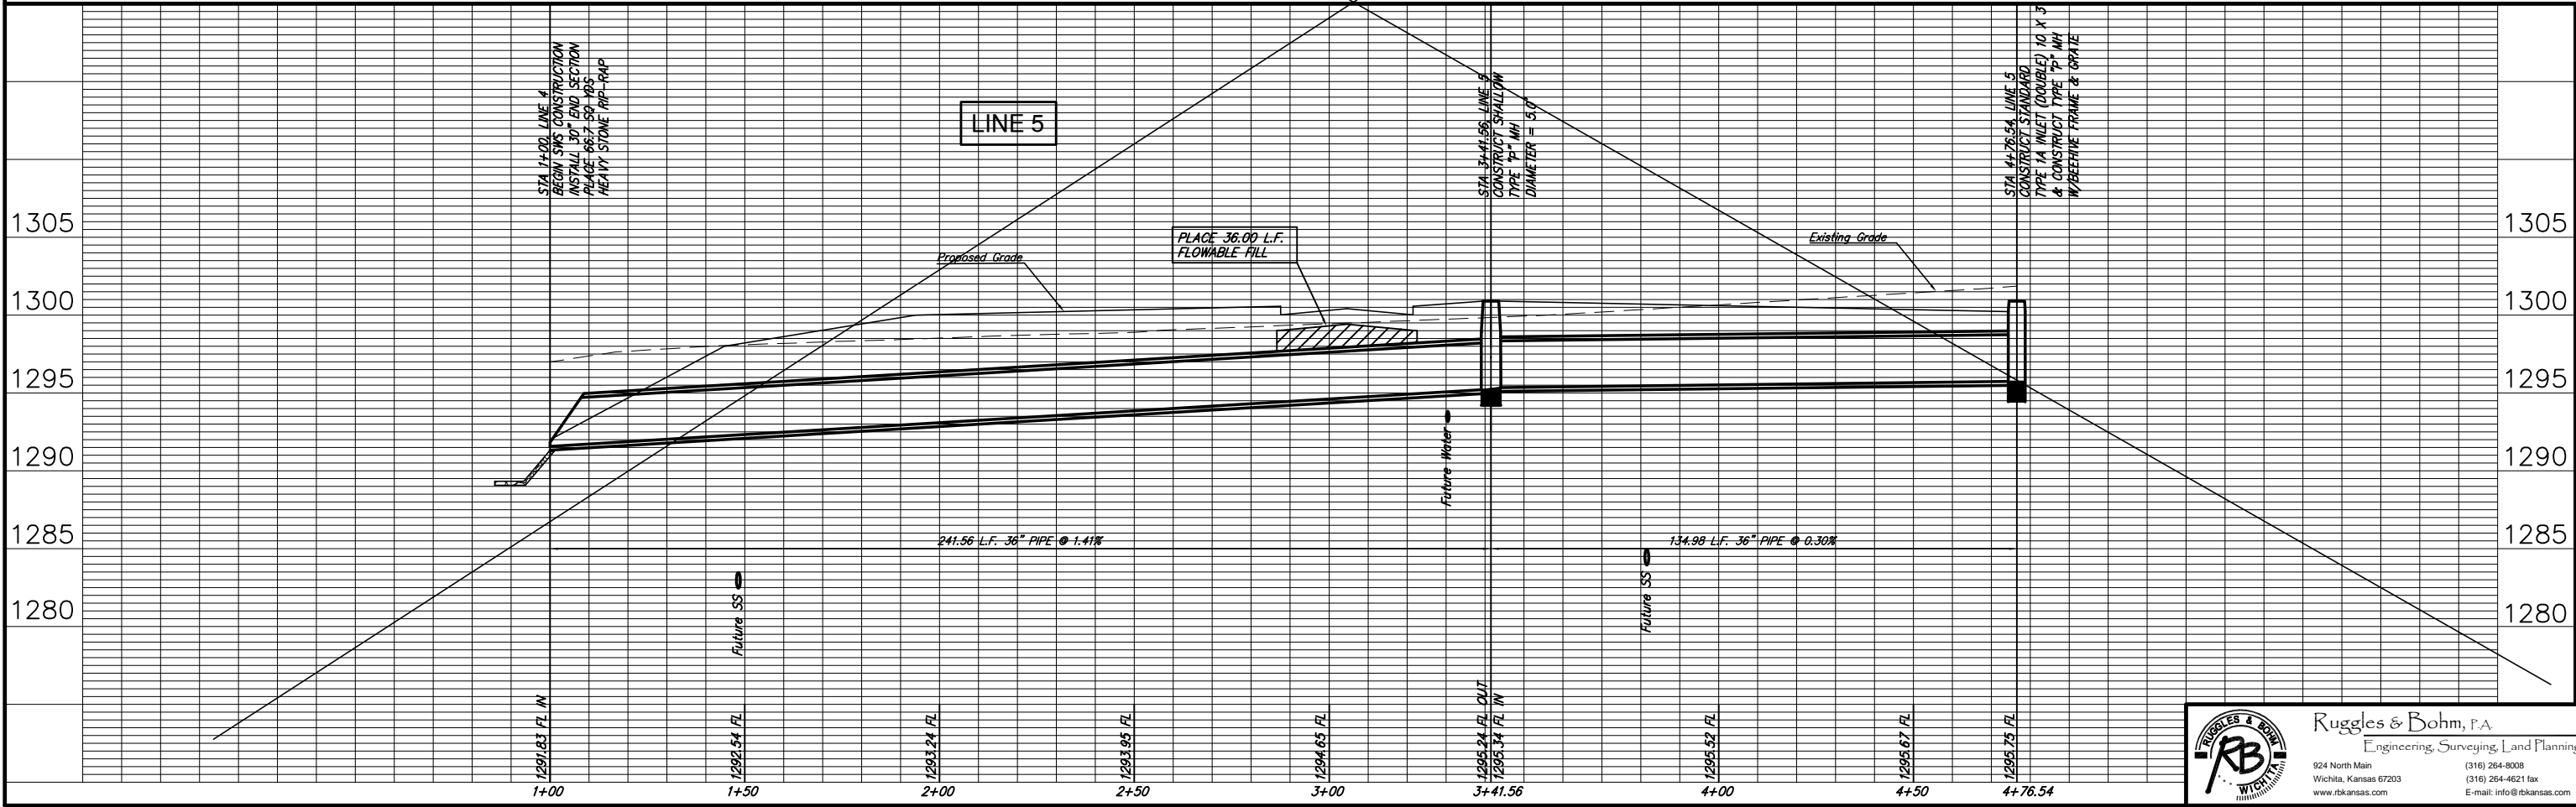 STA 1+00, LINE 4
BEGIN SWS CONSTRUCTION
INSTALL 30" END SECTION
PLACE 66.7 SQ YDS
HEAVY STONE RIP-RAP
LINE 5
STA 3+41.56, LINE 5
CONSTRUCT SHALLOW
TYPE "P" MH
DIAMETER = 5.0'
STA 4+76.54, LINE 5
CONSTRUCT STANDARD
TYPE 1A INLET (DOUBLE) 10 X 3
& CONSTRUCT TYPE "P" MH
W/BEEHIVE FRAME & GRATE
1305
1300
1295
1290
1285
1280
Proposed Grade
PLACE 36.00 L.F.
FLOWABLE FILL
Existing Grade
1305
1300
1295
1290
1285
1280
Future Water
241.56 L.F. 36" PIPE @ 1.41%
134.98 L.F. 36" PIPE @ 0.30%
Future SS
Future SS
1291.83 FL IN
1292.54 FL
1293.24 FL
1293.95 FL
1294.65 FL
1295.24 FL OUT
1295.34 FL IN
1295.52 FL
1295.67 FL
1295.75 FL
1+00
1+50
2+00
2+50
3+00
3+41.56
4+00
4+50
4+76.54
RUGGLES & BOHM
RB
WICHITA
Ruggles & Bohm, P.A.
Engineering, Surveying, Land Planning
924 North Main
(316) 264-8008
Wichita, Kansas 67203
(316) 264-4621 fax
www.rbkansas.com
E-mail: info@rbkansas.com